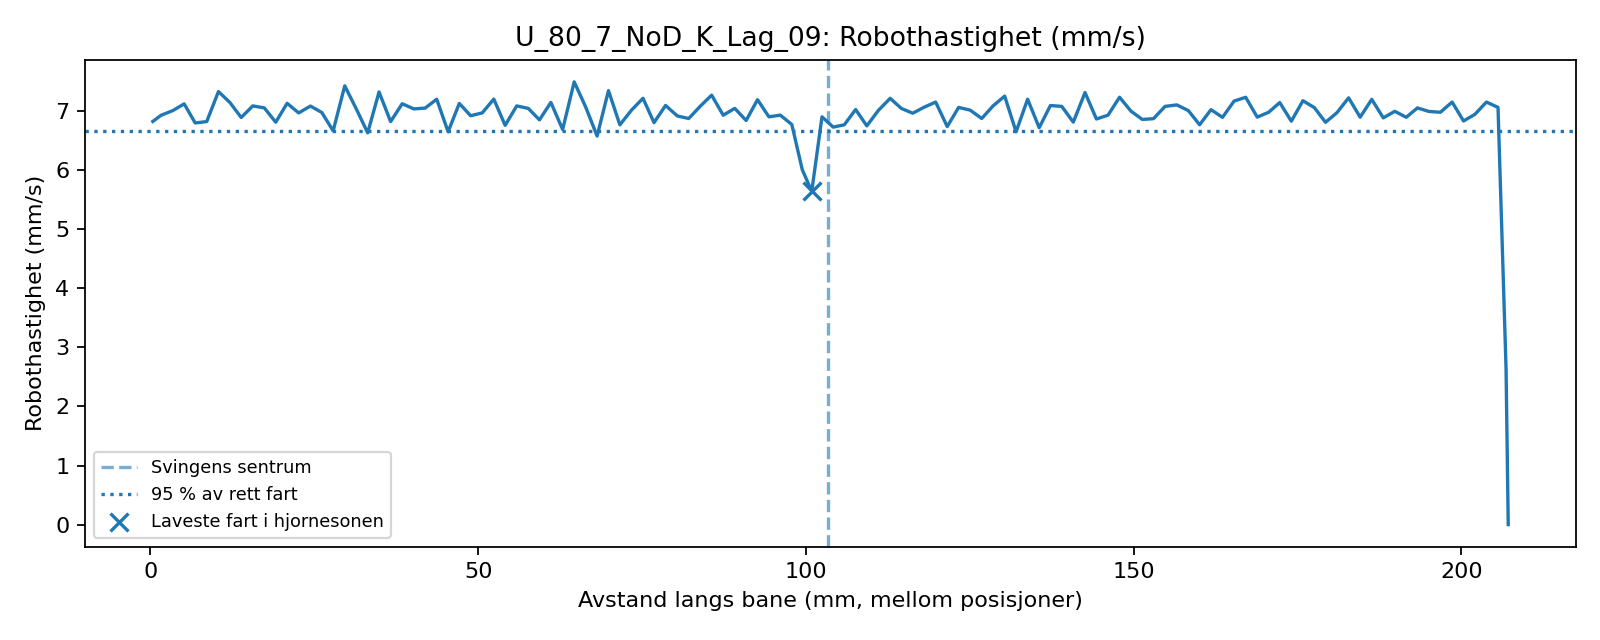 U_80_7_NoD_K_Lag_09: Robothastighet (mm/s)
Robothastighet (mm/s)
7
6
5
4
3
2
1
0
Svingens sentrum
95 % av rett fart
Laveste fart i hjornesonen
0 50 100 150 200
Avstand langs bane (mm, mellom posisjoner)